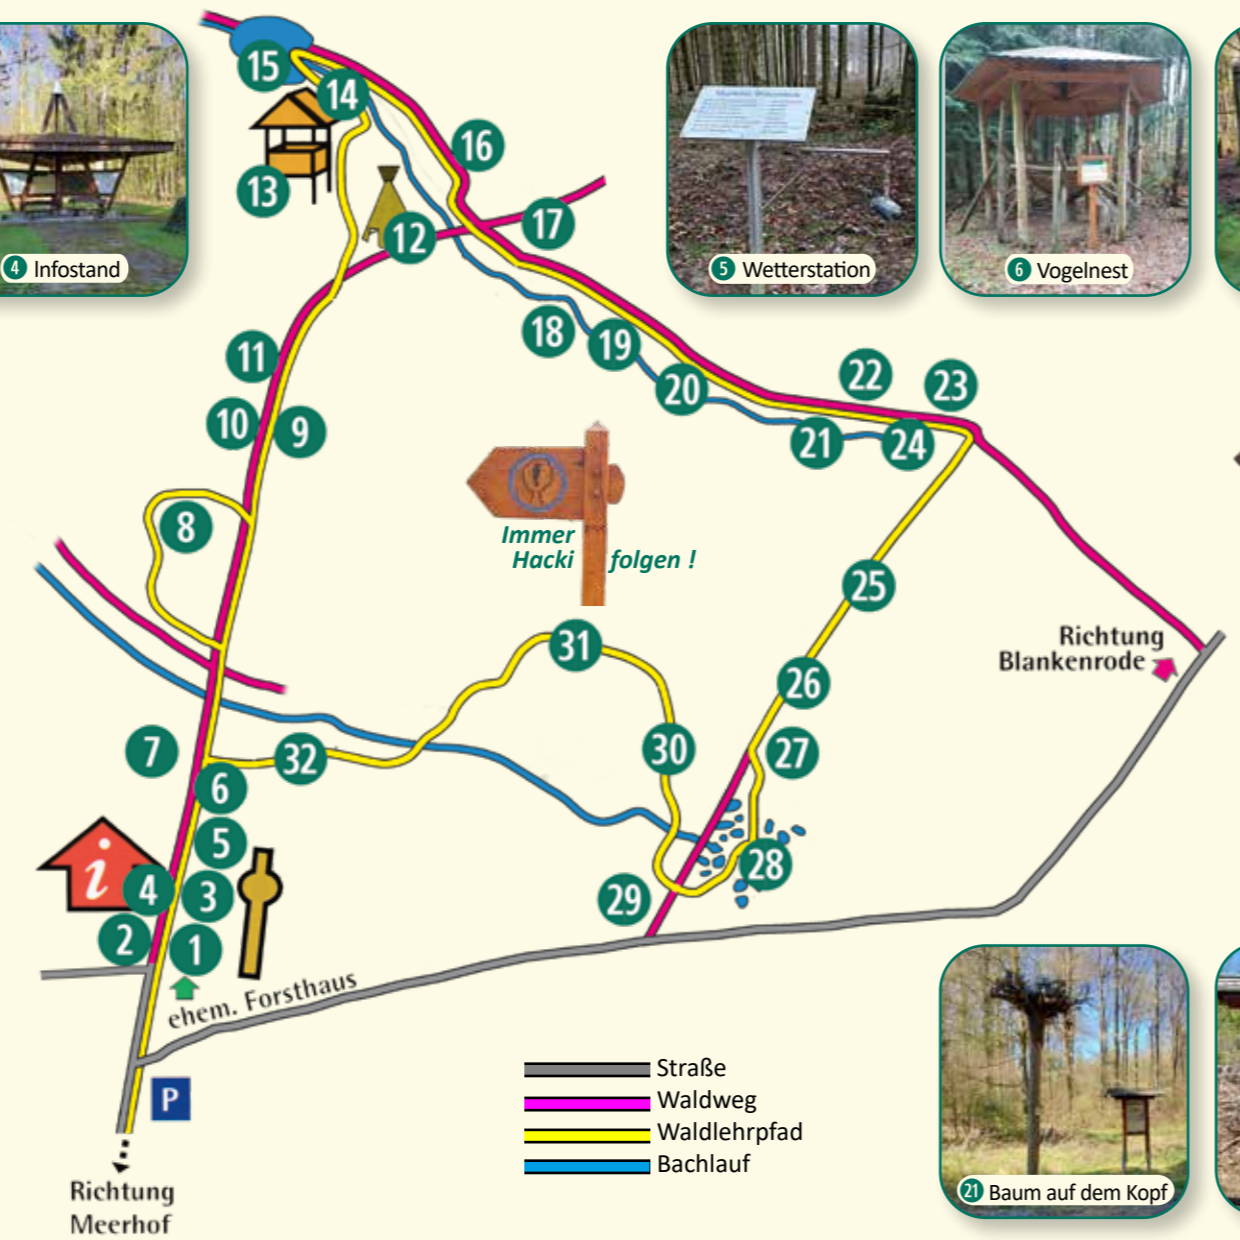 15
14
16
13
17
12
4 Infostand
5 Wetterstation
6 Vogelnest
11
18
19
20
22
23
10
9
21
24
Immer
Hacki folgen !
8
25
31
Richtung
Blankenrode
26
7
32
30
27
6
5
28
i
4
3
29
2
1
ehem. Forsthaus
P
Straße
Waldweg
Waldlehrpfad
Bachlauf
21 Baum auf dem Kopf
Richtung
Meerhof